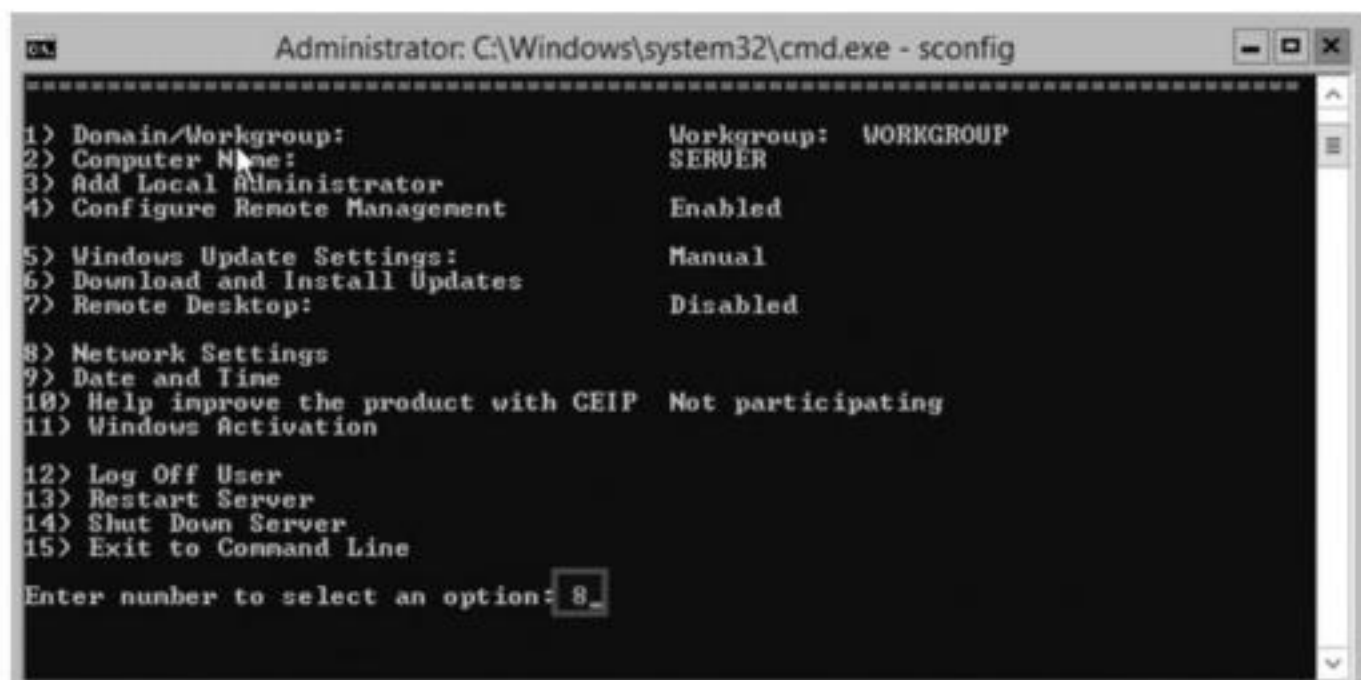 Administrator: C:\Windows\system32\cmd.exe - sconfig
1) Domain/Workgroup: Workgroup: WORKGROUP
2) Computer Name: SERVER
3) Add Local Administrator
4) Configure Remote Management Enabled
5) Windows Update Settings: Manual
6) Download and Install Updates
7) Remote Desktop: Disabled
8) Network Settings
9) Date and Time
10) Help improve the product with CEIP Not participating
11) Windows Activation
12) Log Off User
13) Restart Server
14) Shut Down Server
15) Exit to Command Line
Enter number to select an option: 8_